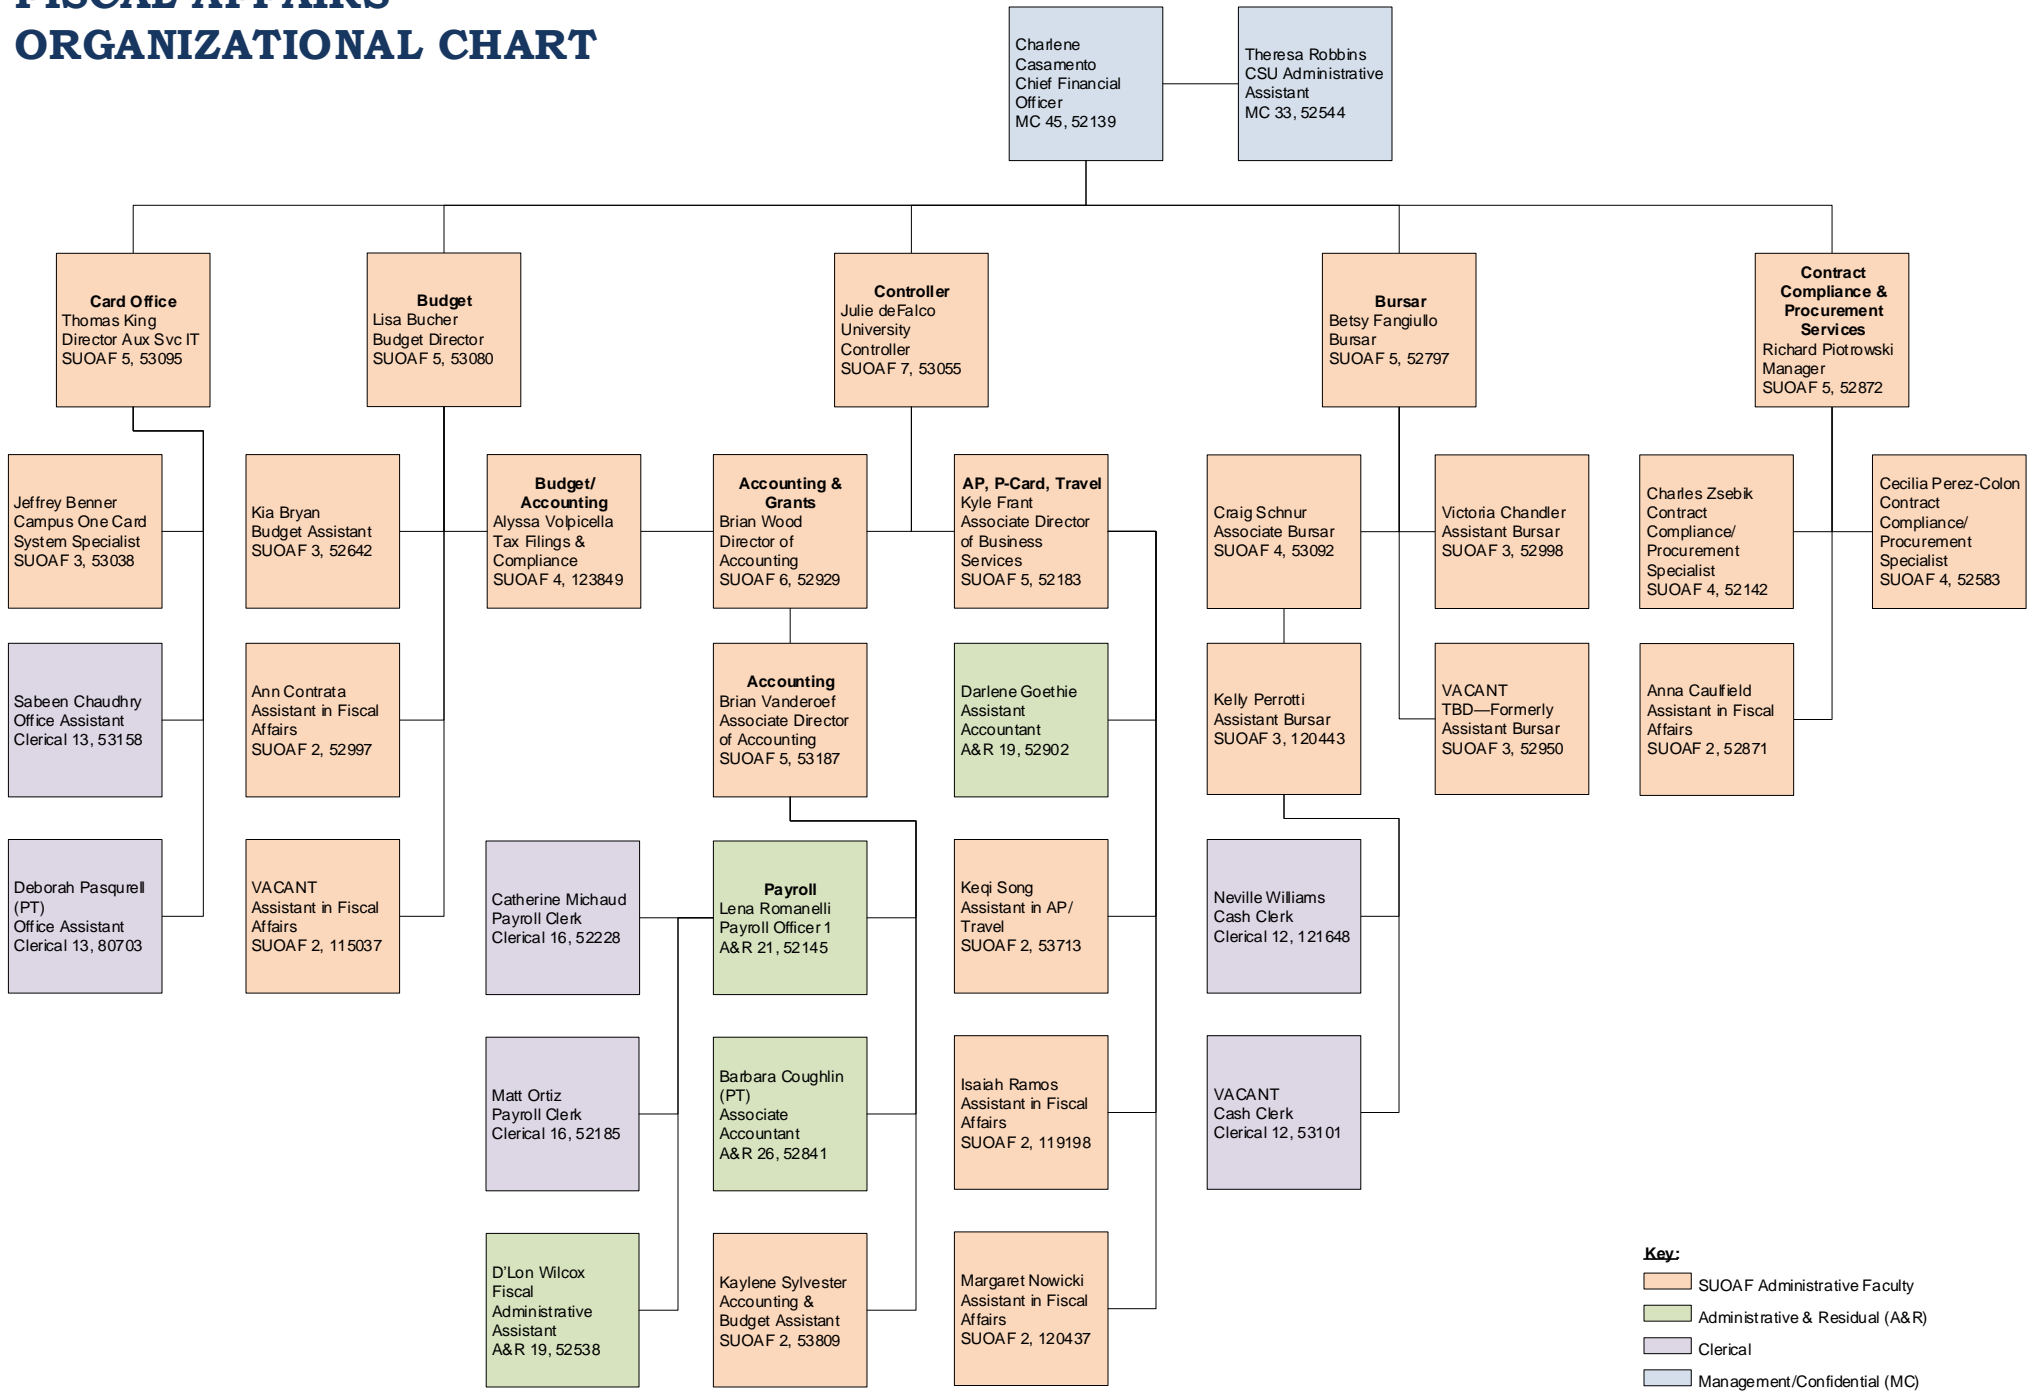 FISCAL AFFAIRS
ORGANIZATIONAL CHART
Charlene
Casamento
Chief Financial
Officer
MC 45, 52139
Theresa Robbins
CSU Administrative
Assistant
MC 33, 52544
Card Office
Thomas King
Director Aux Svc IT
SUOAF 5, 53095
Budget
Lisa Bucher
Budget Director
SUOAF 5, 53080
Controller
Julie deFalco
University
Controller
SUOAF 7, 53055
Bursar
Betsy Fangiullo
Bursar
SUOAF 5, 52797
Contract
Compliance &
Procurement
Services
Richard Piotrowski
Manager
SUOAF 5, 52872
Jeffrey Benner
Campus One Card
System Specialist
SUOAF 3, 53038
Kia Bryan
Budget Assistant
SUOAF 3, 52642
Budget/
Accounting
Alyssa Volpicella
Tax Filings &
Compliance
SUOAF 4, 123849
Accounting &
Grants
Brian Wood
Director of
Accounting
SUOAF 6, 52929
AP, P-Card, Travel
Kyle Frant
Associate Director
of Business
Services
SUOAF 5, 52183
Craig Schnur
Associate Bursar
SUOAF 4, 53092
Victoria Chandler
Assistant Bursar
SUOAF 3, 52998
Charles Zsebik
Contract
Compliance/
Procurement
Specialist
SUOAF 4, 52142
Cecilia Perez-Colon
Contract
Compliance/
Procurement
Specialist
SUOAF 4, 52583
Sabeen Chaudhry
Office Assistant
Clerical 13, 53158
Ann Contrata
Assistant in Fiscal
Affairs
SUOAF 2, 52997
Accounting
Brian Vanderoef
Associate Director
of Accounting
SUOAF 5, 53187
Darlene Goethie
Assistant
Accountant
A&R 19, 52902
Kelly Perrotti
Assistant Bursar
SUOAF 3, 120443
VACANT
TBD—Formerly
Assistant Bursar
SUOAF 3, 52950
Anna Caulfield
Assistant in Fiscal
Affairs
SUOAF 2, 52871
Deborah Pasqurell
(PT)
Office Assistant
Clerical 13, 80703
VACANT
Assistant in Fiscal
Affairs
SUOAF 2, 115037
Catherine Michaud
Payroll Clerk
Clerical 16, 52228
Payroll
Lena Romanelli
Payroll Officer 1
A&R 21, 52145
Keqi Song
Assistant in AP/
Travel
SUOAF 2, 53713
Neville Williams
Cash Clerk
Clerical 12, 121648
Matt Ortiz
Payroll Clerk
Clerical 16, 52185
Barbara Coughlin
(PT)
Associate
Accountant
A&R 26, 52841
Isaiah Ramos
Assistant in Fiscal
Affairs
SUOAF 2, 119198
VACANT
Cash Clerk
Clerical 12, 53101
D’Lon Wilcox
Fiscal
Administrative
Assistant
A&R 19, 52538
Kaylene Sylvester
Accounting &
Budget Assistant
SUOAF 2, 53809
Margaret Nowicki
Assistant in Fiscal
Affairs
SUOAF 2, 120437
Key:
SUOAF Administrative Faculty
Administrative & Residual (A&R)
Clerical
Management/Confidential (MC)